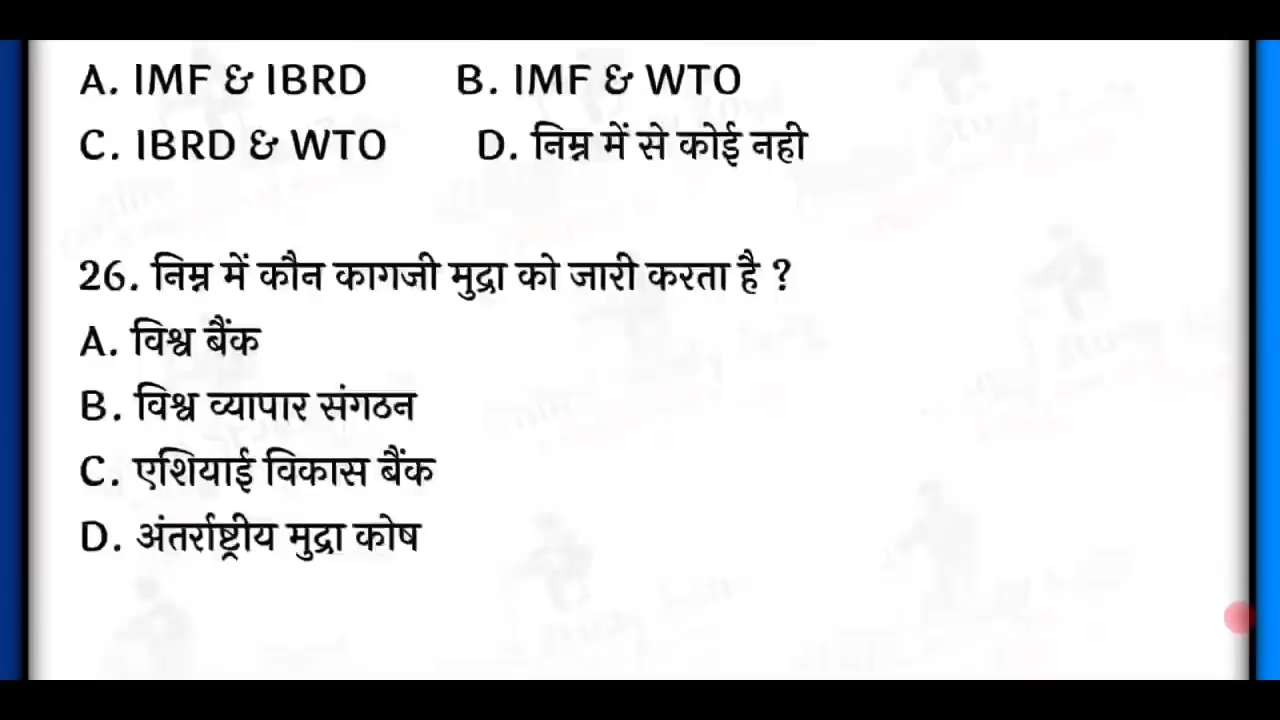 A. IMF & IBRD B. IMF & WTO
C. IBRD & WTO D. निम्न में से कोई नही
26. निम्न में कौन कागजी मुद्रा को जारी करता है ?
A. विश्व बैंक
B. विश्व व्यापार संगठन
C. एशियाई विकास बैंक
D. अंतर्राष्ट्रीय मुद्रा कोष